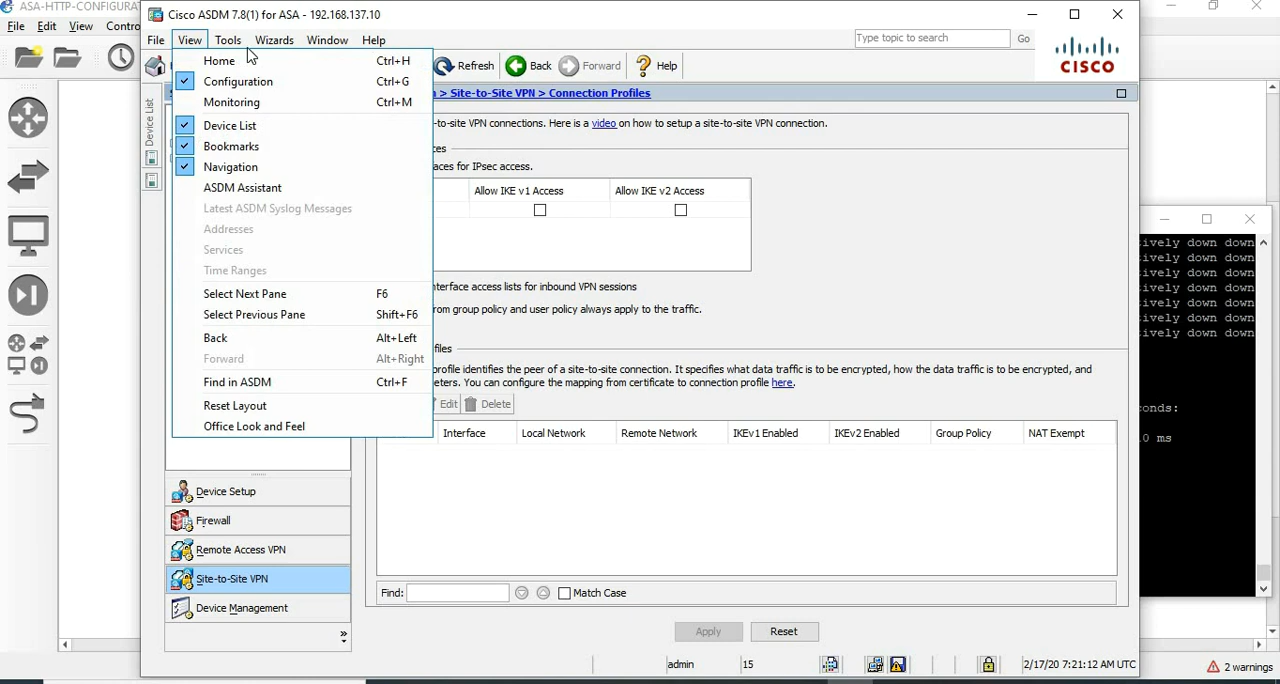 ASA-HTTP-CONFIGURAT
File Edit View Contro
Cisco ASDM 7.8(1) for ASA - 192.168.137.10
File View Tools Wizards Window Help
Type topic to search
Go
CISCO
Refresh
Back
Forward
Help
Device List
Home Ctrl+H
Configuration Ctrl+G
Monitoring Ctrl+M
Device List
Bookmarks
Navigation
ASDM Assistant
Latest ASDM Syslog Messages
Addresses
Services
Time Ranges
Select Next Pane F6
Select Previous Pane Shift+F6
Back Alt+Left
Forward Alt+Right
Find in ASDM Ctrl+F
Reset Layout
Office Look and Feel
> Site-to-Site VPN > Connection Profiles
-to-site VPN connections. Here is a video on how to setup a site-to-site VPN connection.
ces
aces for IPsec access.
Allow IKE v1 Access
Allow IKE v2 Access
terface access lists for inbound VPN sessions
rom group policy and user policy always apply to the traffic.
files
profile identifies the peer of a site-to-site connection. It specifies what data traffic is to be encrypted, how the data traffic is to be encrypted, and
eters. You can configure the mapping from certificate to connection profile here.
Edit
Delete
Interface
Local Network
Remote Network
IKEv1 Enabled
IKEv2 Enabled
Group Policy
NAT Exempt
Device Setup
Firewall
Remote Access VPN
Site-to-Site VPN
Device Management
Find:
Match Case
Apply
Reset
admin
15
2/17/20 7:21:12 AM UTC
ively down down
ively down down
ively down down
ively down down
ively down down
ively down down
ively down down
conds:
0 ms
2 warnings